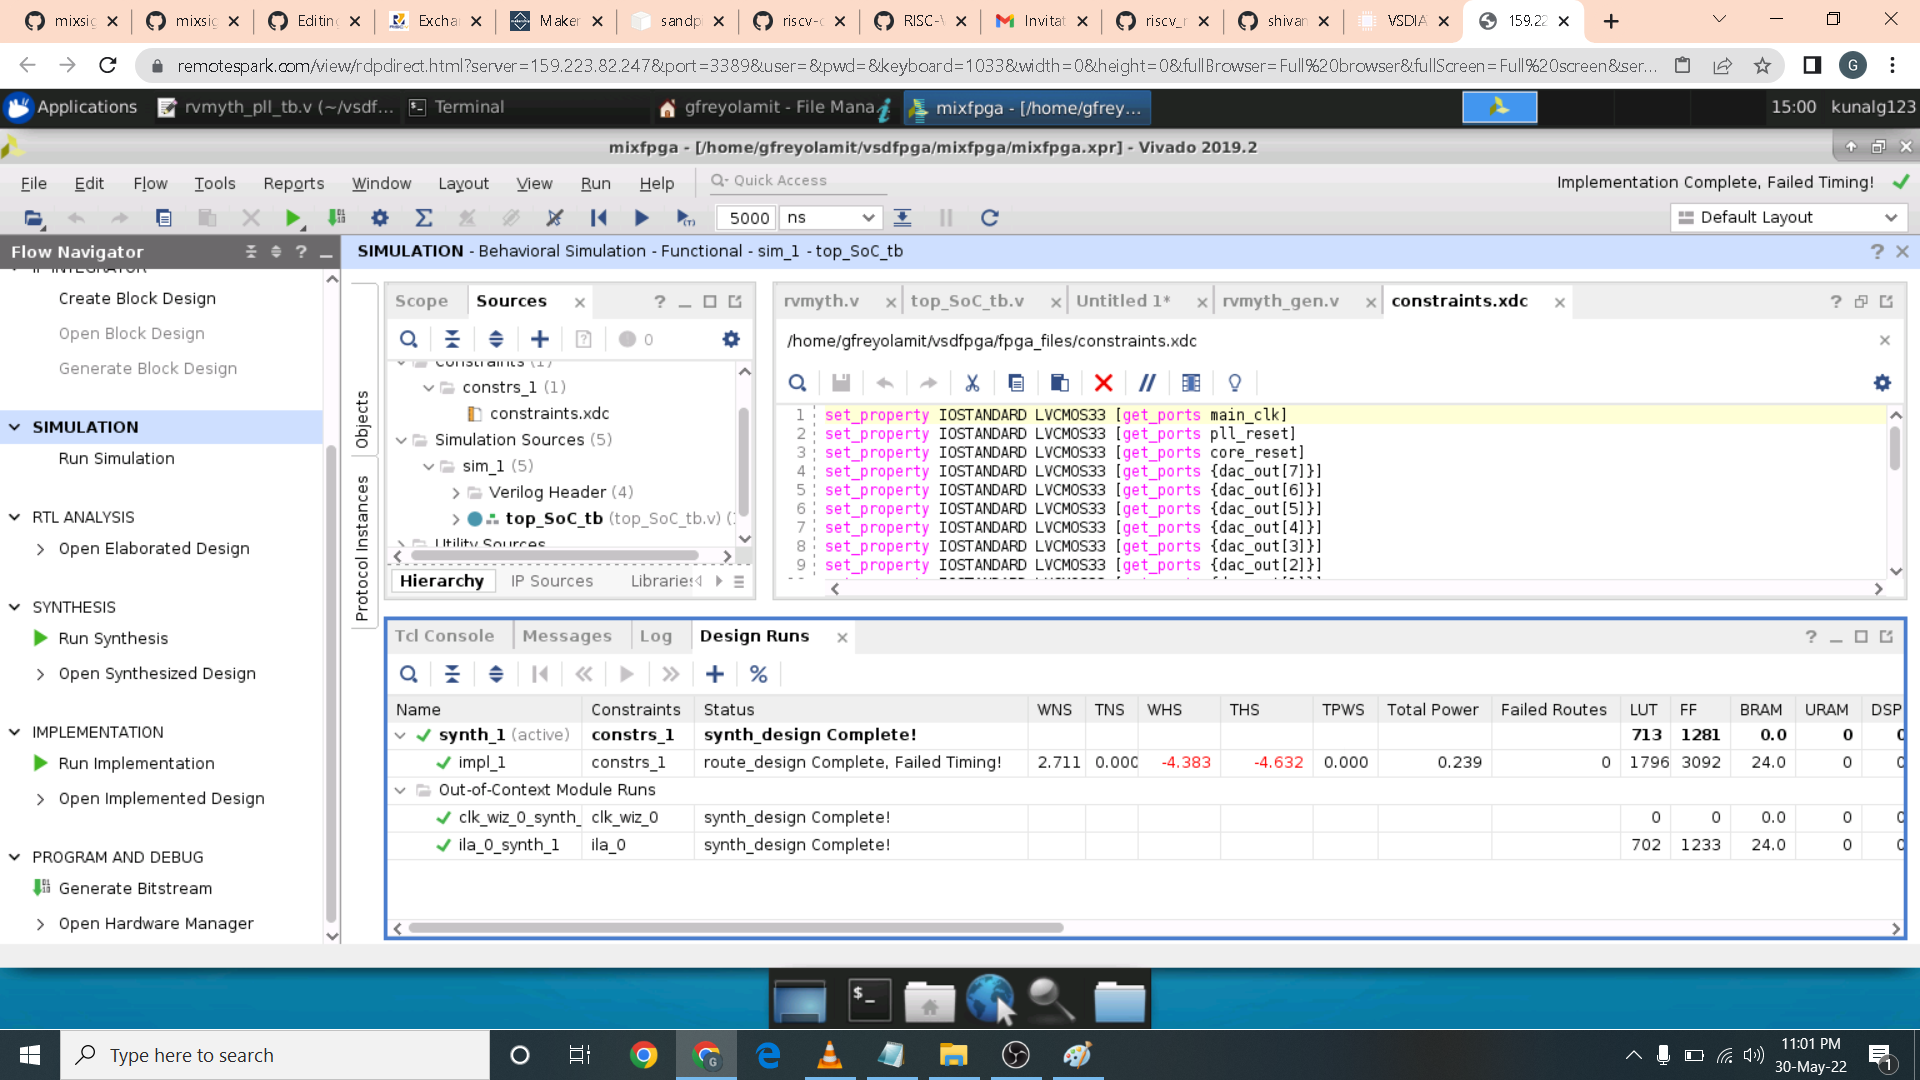 mixsig
mixsig
Editing
Excha
Maker
sandp
riscv-
RISC-V
Invitat
riscv_r
shivan
VSDIA
159.22
remotespark.com/view/rdpdirect.html?server=159.223.82.247&port=3389&user=&pwd=&keyboard=1033&width=0&height=0&fullBrowser=Full%20browser&fullScreen=Full%20screen&ser...
G
Applications
rvmyth_pll_tb.v (~/vsdf...
Terminal
gfreyolamit - File Mana
mixfpga - [/home/gfrey...
15:00 kunalg123
mixfpga - [/home/gfreyolamit/vsdfpga/mixfpga/mixfpga.xpr] - Vivado 2019.2
File Edit Flow Tools Reports Window Layout View Run Help
Quick Access
Implementation Complete, Failed Timing!
5000 ns
Default Layout
Flow Navigator
SIMULATION - Behavioral Simulation - Functional - sim_1 - top_SoC_tb
IP INTEGRATOR
Create Block Design
Open Block Design
Generate Block Design
SIMULATION
Run Simulation
RTL ANALYSIS
Open Elaborated Design
SYNTHESIS
Run Synthesis
Open Synthesized Design
IMPLEMENTATION
Run Implementation
Open Implemented Design
PROGRAM AND DEBUG
Generate Bitstream
Open Hardware Manager
Objects
Protocol Instances
Scope Sources
0
Constraints (1)
constrs_1 (1)
constraints.xdc
Simulation Sources (5)
sim_1 (5)
Verilog Header (4)
top_SoC_tb (top_SoC_tb.v) (
Utility Sources
Hierarchy IP Sources Libraries
rvmyth.v top_SoC_tb.v Untitled 1* rvmyth_gen.v constraints.xdc
/home/gfreyolamit/vsdfpga/fpga_files/constraints.xdc
1 set_property IOSTANDARD LVCMOS33 [get_ports main_clk]
2 set_property IOSTANDARD LVCMOS33 [get_ports pll_reset]
3 set_property IOSTANDARD LVCMOS33 [get_ports core_reset]
4 set_property IOSTANDARD LVCMOS33 [get_ports {dac_out[7]}]
5 set_property IOSTANDARD LVCMOS33 [get_ports {dac_out[6]}]
6 set_property IOSTANDARD LVCMOS33 [get_ports {dac_out[5]}]
7 set_property IOSTANDARD LVCMOS33 [get_ports {dac_out[4]}]
8 set_property IOSTANDARD LVCMOS33 [get_ports {dac_out[3]}]
9 set_property IOSTANDARD LVCMOS33 [get_ports {dac_out[2]}]
Tcl Console Messages Log Design Runs
Name Constraints Status WNS TNS WHS THS TPWS Total Power Failed Routes LUT FF BRAM URAM DSP
synth_1 (active) constrs_1 synth_design Complete! 713 1281 0.0 0 0
impl_1 constrs_1 route_design Complete, Failed Timing! 2.711 0.000 -4.383 -4.632 0.000 0.239 0 1796 3092 24.0 0 0
Out-of-Context Module Runs
clk_wiz_0_synth_ clk_wiz_0 synth_design Complete! 0 0 0.0 0 0
ila_0_synth_1 ila_0 synth_design Complete! 702 1233 24.0 0 0
Type here to search
11:01 PM
30-May-22
1